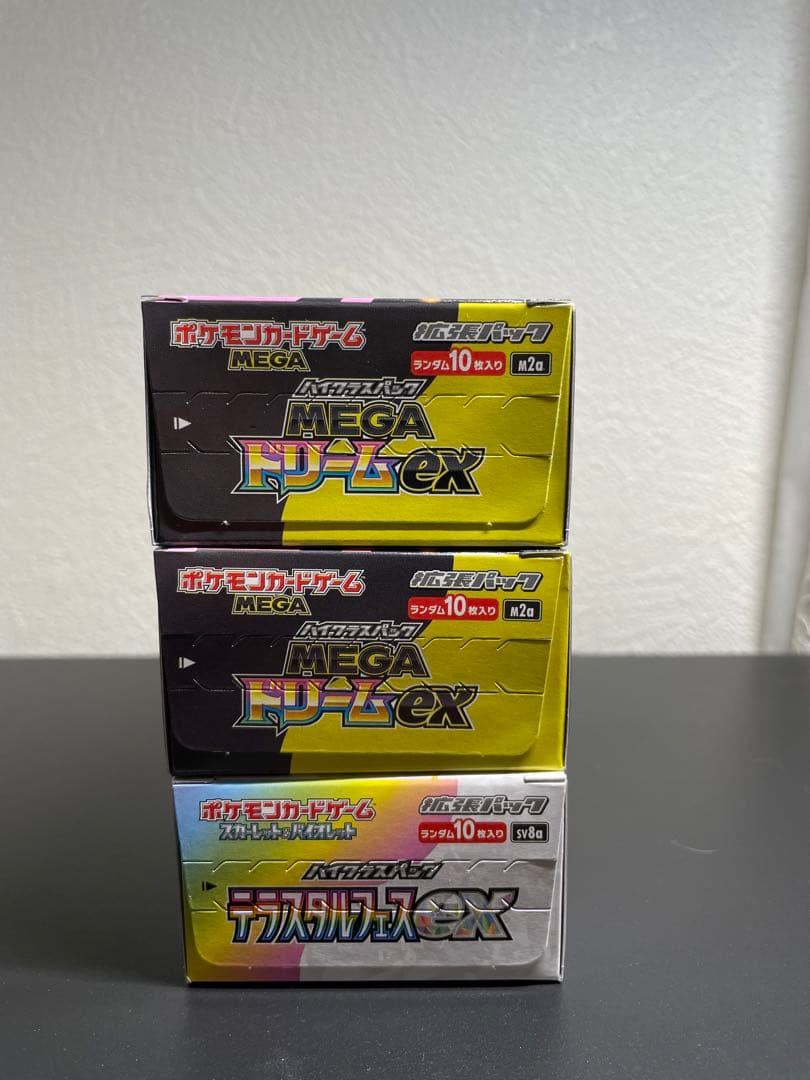 ポケモンカードゲーム 拡張パック
MEGA ランダム10枚入り M2a
ハイクラスパック
MEGA
ドリームex
ポケモンカードゲーム 拡張パック
MEGA ランダム10枚入り M2a
ハイクラスパック
MEGA
ドリームex
ポケモンカードゲーム 拡張パック
スカーレット&バイオレット ランダム10枚入り SV8a
ハイクラスパック
テラスタルフェスex